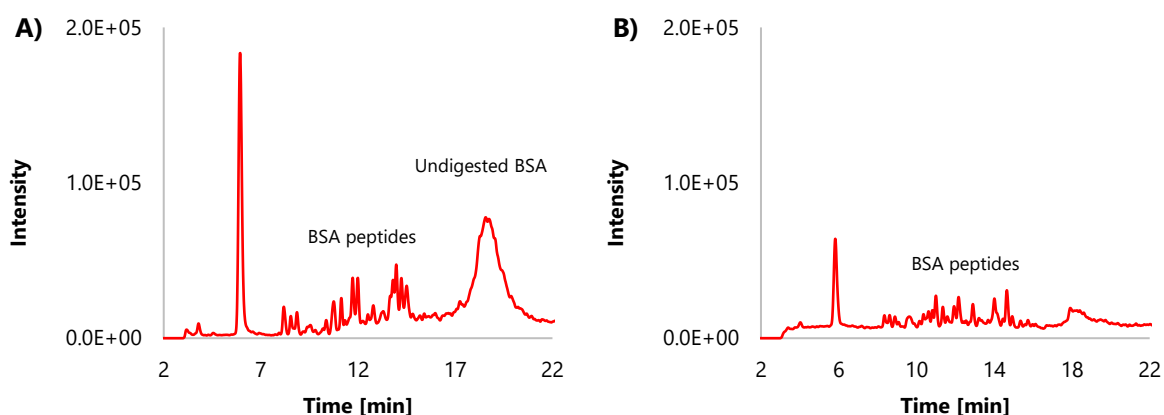 A)
2.0E+05
1.0E+05
0.0E+00
Intensity
Undigested BSA
BSA peptides
2 7 12 17 22
Time [min]
B)
2.0E+05
1.0E+05
0.0E+00
Intensity
BSA peptides
2 6 10 14 18 22
Time [min]